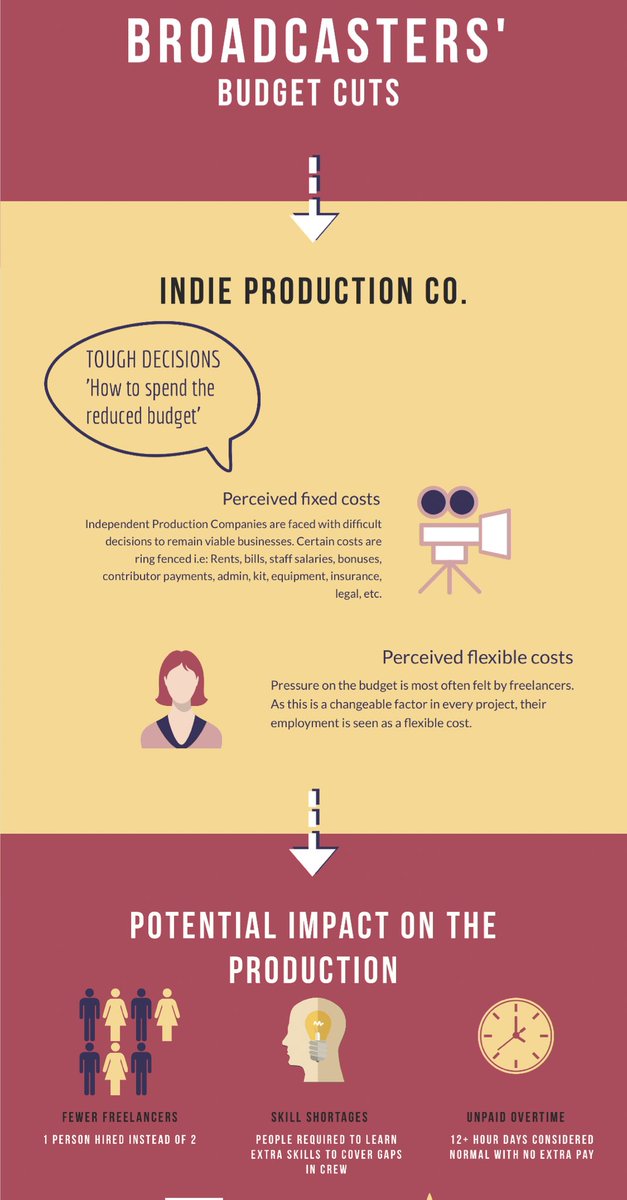 BROADCASTERS'
BUDGET CUTS
INDIE PRODUCTION CO.
TOUGH DECISIONS
'How to spend the
reduced budget'
Perceived fixed costs
Independent Production Companies are faced with difficult
decisions to remain viable businesses. Certain costs are
ring fenced i.e: Rents, bills, staff salaries, bonuses,
contributor payments, admin, kit, equipment, insurance,
legal, etc.
Perceived flexible costs
Pressure on the budget is most often felt by freelancers.
As this is a changeable factor in every project, their
employment is seen as a flexible cost.
POTENTIAL IMPACT ON THE
PRODUCTION
FEWER FREELANCERS
1 PERSON HIRED INSTEAD OF 2
SKILL SHORTAGES
PEOPLE REQUIRED TO LEARN
EXTRA SKILLS TO COVER GAPS
IN CREW
UNPAID OVERTIME
12+ HOUR DAYS CONSIDERED
NORMAL WITH NO EXTRA PAY